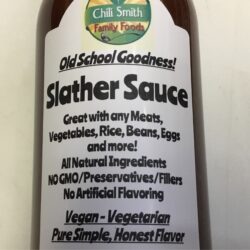 Chili Smith
Family Foods
Old School Goodness!
Slather Sauce
Great with any Meats,
Vegetables, Rice, Beans, Eggs
and more!
All Natural Ingredients
NO GMO/Preservatives/Fillers
No Artificial Flavoring
Vegan - Vegetarian
Pure Simple, Honest Flavor